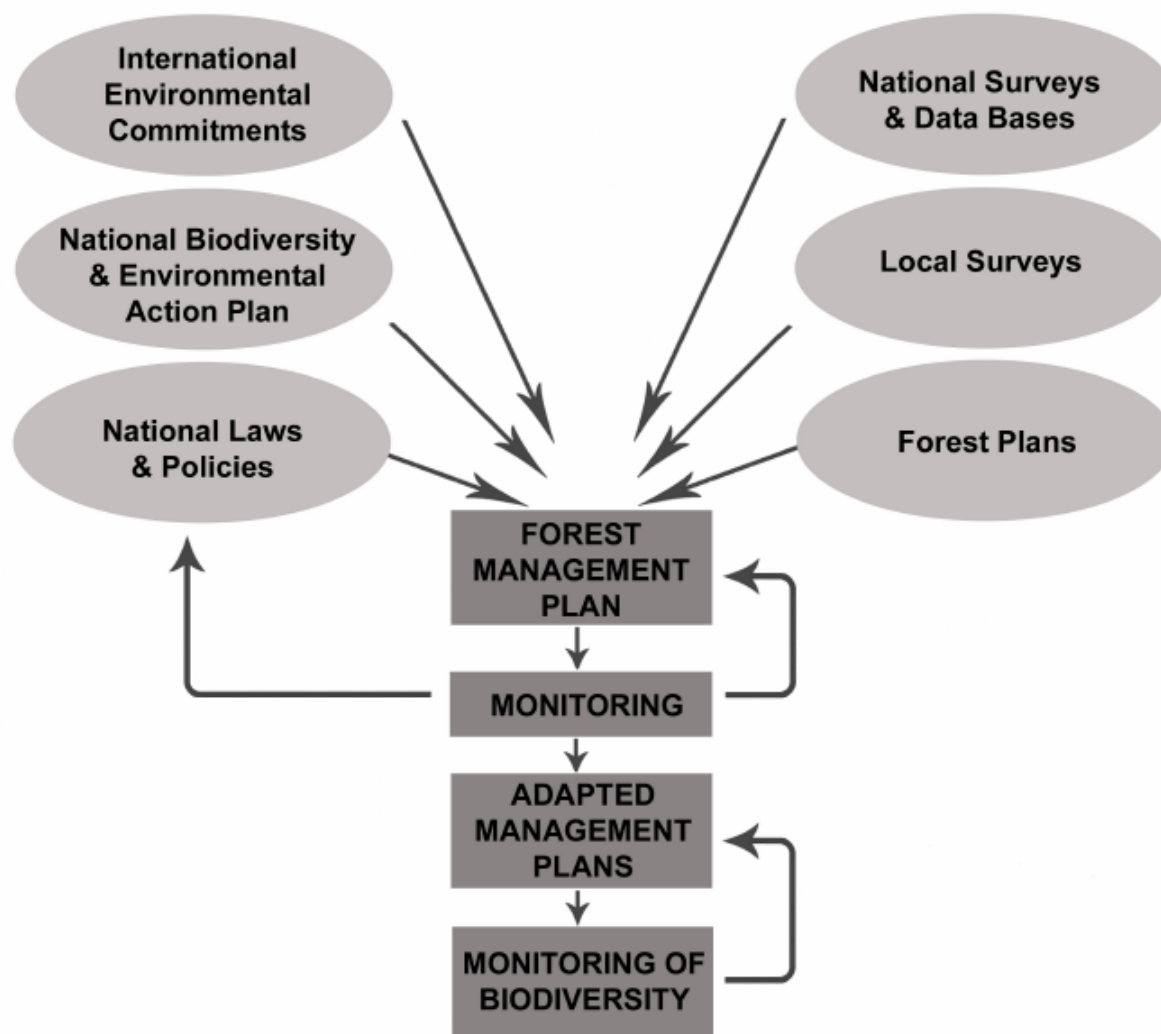 International
Environmental
Commitments
National Surveys
& Data Bases
National Biodiversity
& Environmental
Action Plan
Local Surveys
National Laws
& Policies
Forest Plans
FOREST
MANAGEMENT
PLAN
MONITORING
ADAPTED
MANAGEMENT
PLANS
MONITORING OF
BIODIVERSITY